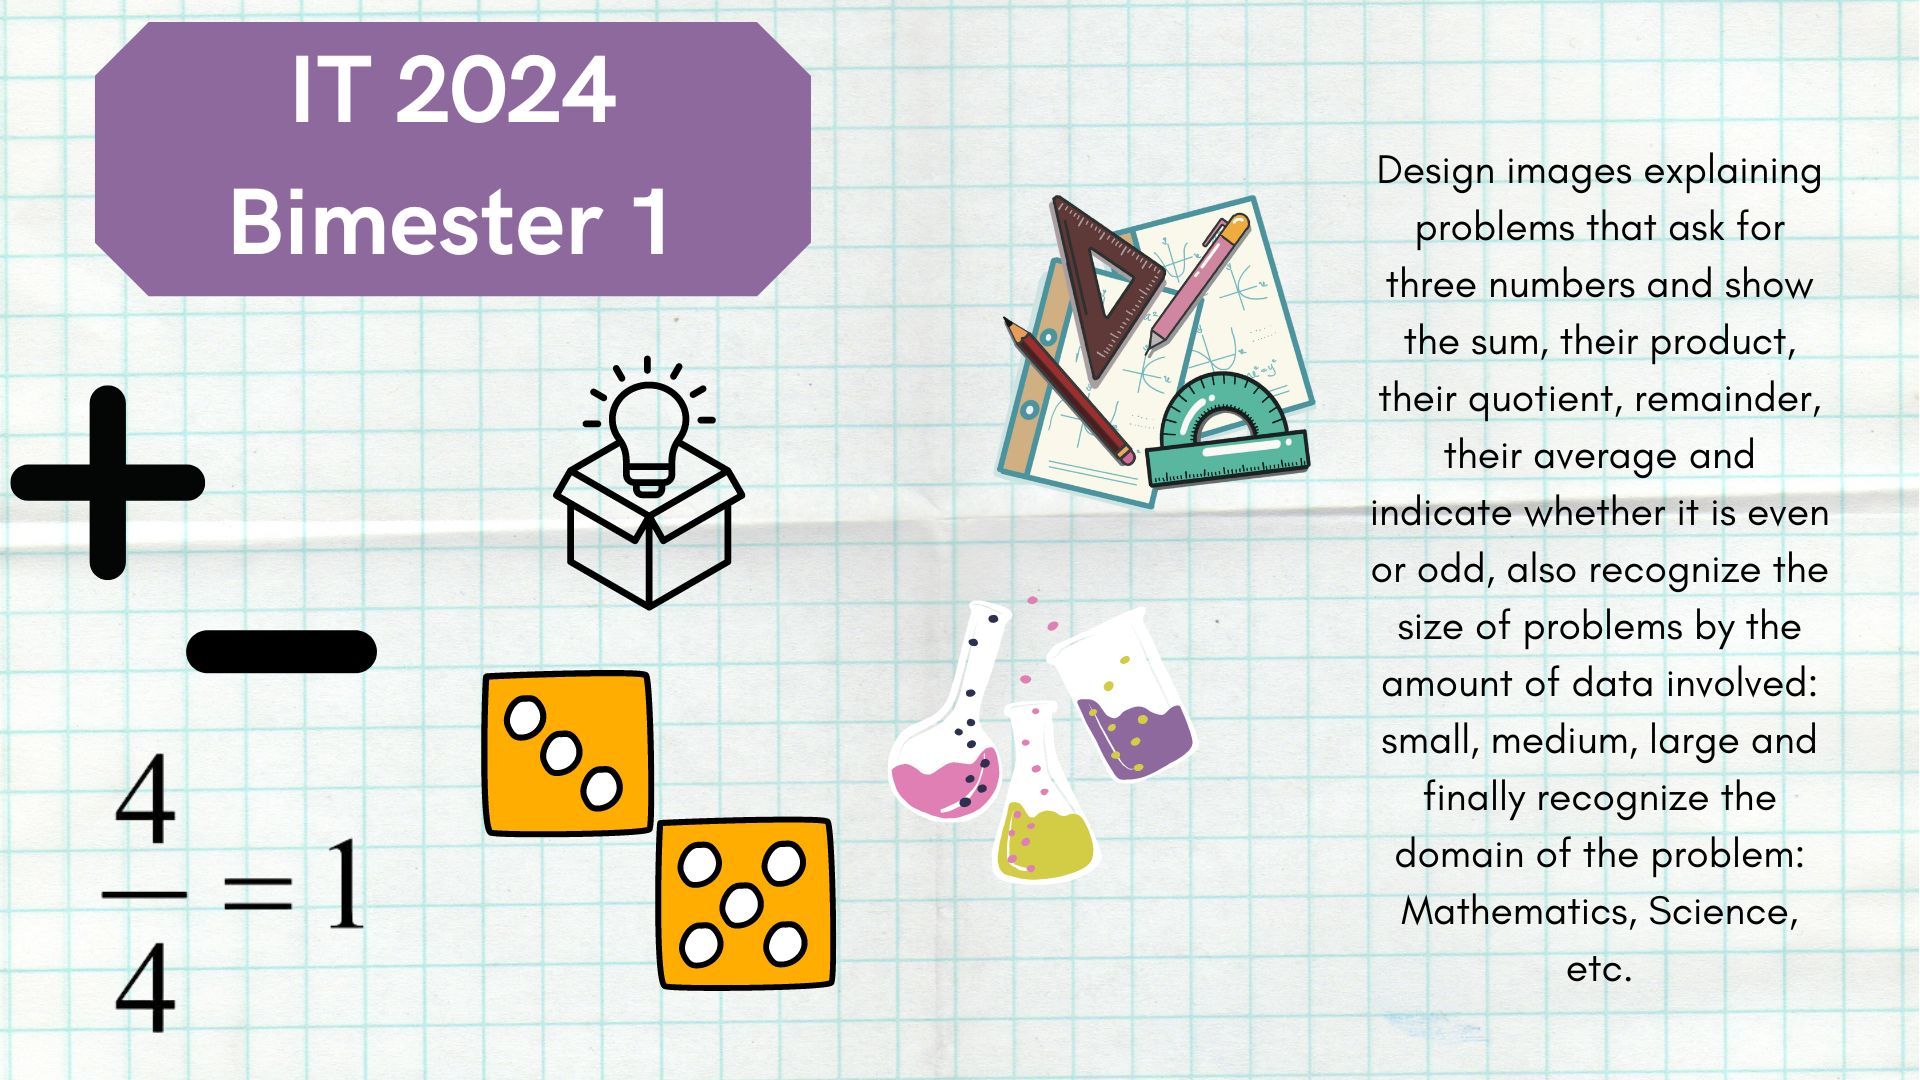 IT 2024
Bimester 1
Design images explaining
problems that ask for
three numbers and show
the sum, their product,
their quotient, remainder,
their average and
indicate whether it is even
or odd, also recognize the
size of problems by the
amount of data involved:
small, medium, large and
finally recognize the
domain of the problem:
Mathematics, Science,
etc.
4
= 1
4